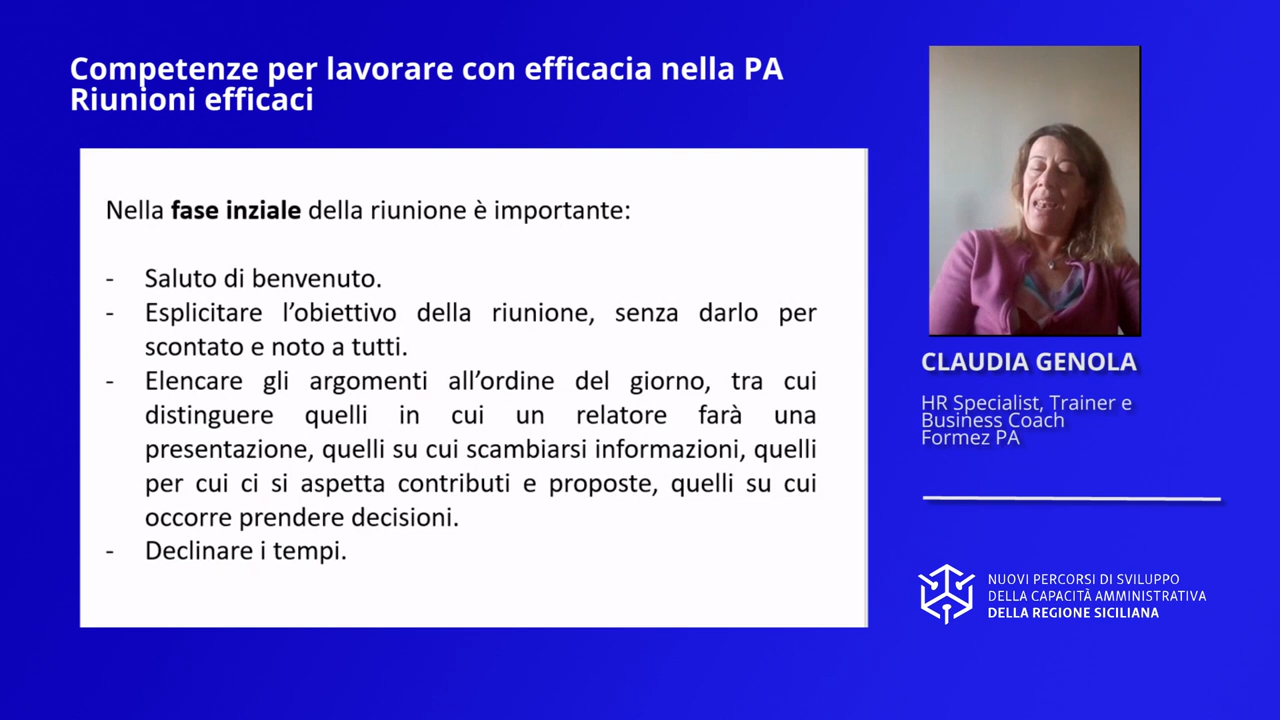 Competenze per lavorare con efficacia nella PA
Riunioni efficaci
Nella fase inziale della riunione è importante:
- Saluto di benvenuto.
- Esplicitare l’obiettivo della riunione, senza darlo per
scontato e noto a tutti.
- Elencare gli argomenti all’ordine del giorno, tra cui
distinguere quelli in cui un relatore farà una
presentazione, quelli su cui scambiarsi informazioni, quelli
per cui ci si aspetta contributi e proposte, quelli su cui
occorre prendere decisioni.
- Declinare i tempi.
CLAUDIA GENOLA
HR Specialist, Trainer e
Business Coach
Formez PA
NUOVI PERCORSI DI SVILUPPO
DELLA CAPACITÀ AMMINISTRATIVA
DELLA REGIONE SICILIANA